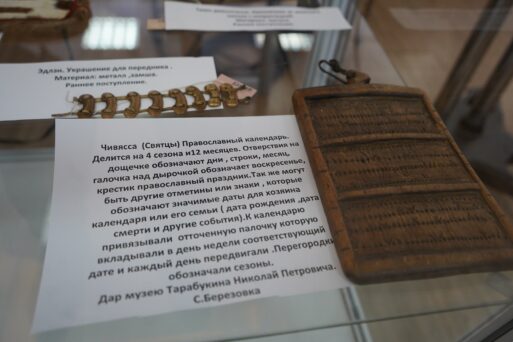 Эдлэн. Украшение для передника .
Материал: металл ,замша.
Раннее поступление.
Чивясса (Святцы) Православный календарь.
Делится на 4 сезона и12 месяцев. Отверствия на
дощечке обозначают дни , строки, месяц,
галочка над дырочкой обозначает воскресенье,
крестик православный праздник.Так же могут
быть другие отметины или знаки , которые
обозначают значимые даты для хозяина
календаря или его семьи ( дата рождения ,дата
смерти и другие события).К календарю
привязывали отточенную палочку которую
вкладывали в день недели соответствующий
дате и каждый день передвигали .Перегородки
обозначали сезоны.
Дар музею Тарабукина Николай Петровича.
С.Березовка